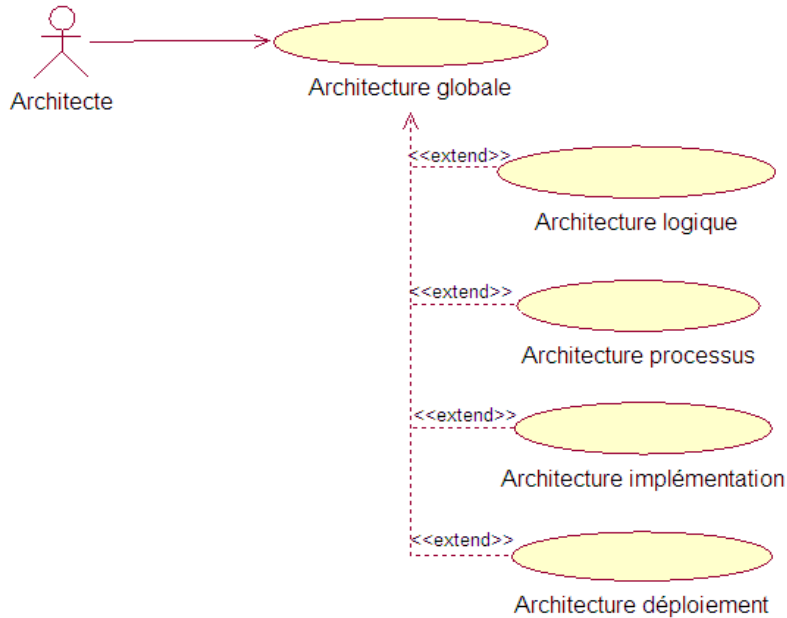 Architecte
Architecture globale
<<extend>>
Architecture logique
<<extend>>
Architecture processus
<<extend>>
Architecture implémentation
<<extend>>
Architecture déploiement